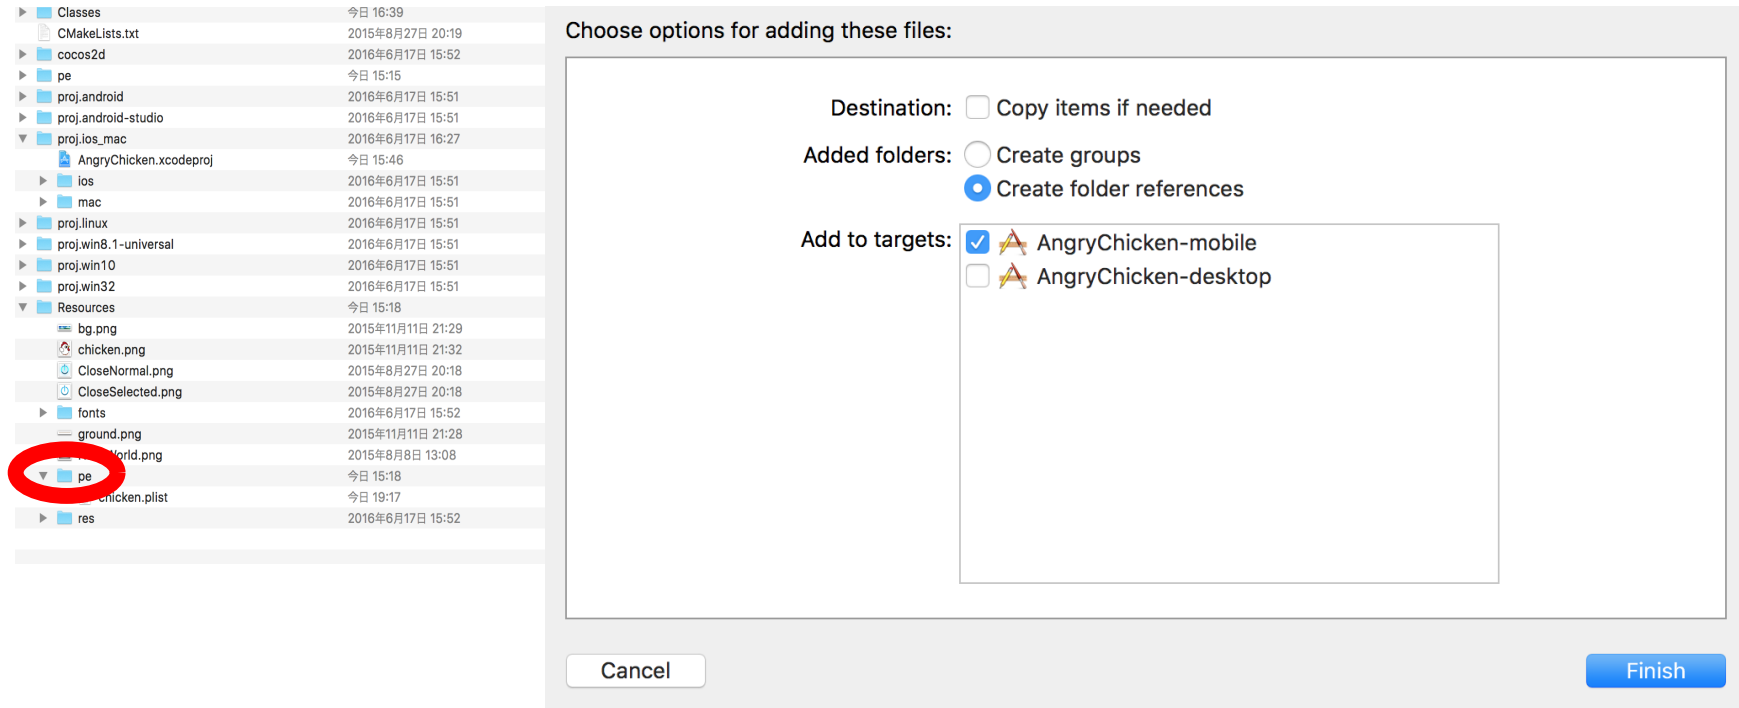 Classes 今日 16:39
CMakeLists.txt 2015年8月27日 20:19
cocos2d 2016年6月17日 15:52
pe 今日 15:15
proj.android 2016年6月17日 15:51
proj.android-studio 2016年6月17日 15:51
proj.ios_mac 2016年6月17日 16:27
AngryChicken.xcodeproj 今日 15:46
ios 2016年6月17日 15:51
mac 2016年6月17日 15:51
proj.linux 2016年6月17日 15:51
proj.win8.1-universal 2016年6月17日 15:51
proj.win10 2016年6月17日 15:51
proj.win32 2016年6月17日 15:51
Resources 今日 15:18
bg.png 2015年11月11日 21:29
chicken.png 2015年11月11日 21:32
CloseNormal.png 2015年8月27日 20:18
CloseSelected.png 2015年8月27日 20:18
fonts 2016年6月17日 15:52
ground.png 2015年11月11日 21:28
2015年8月8日 13:08
pe 今日 15:18
chicken.plist 今日 19:17
res 2016年6月17日 15:52
Choose options for adding these files:
Destination: Copy items if needed
Added folders: Create groups
Create folder references
Add to targets: AngryChicken-mobile
AngryChicken-desktop
Cancel Finish